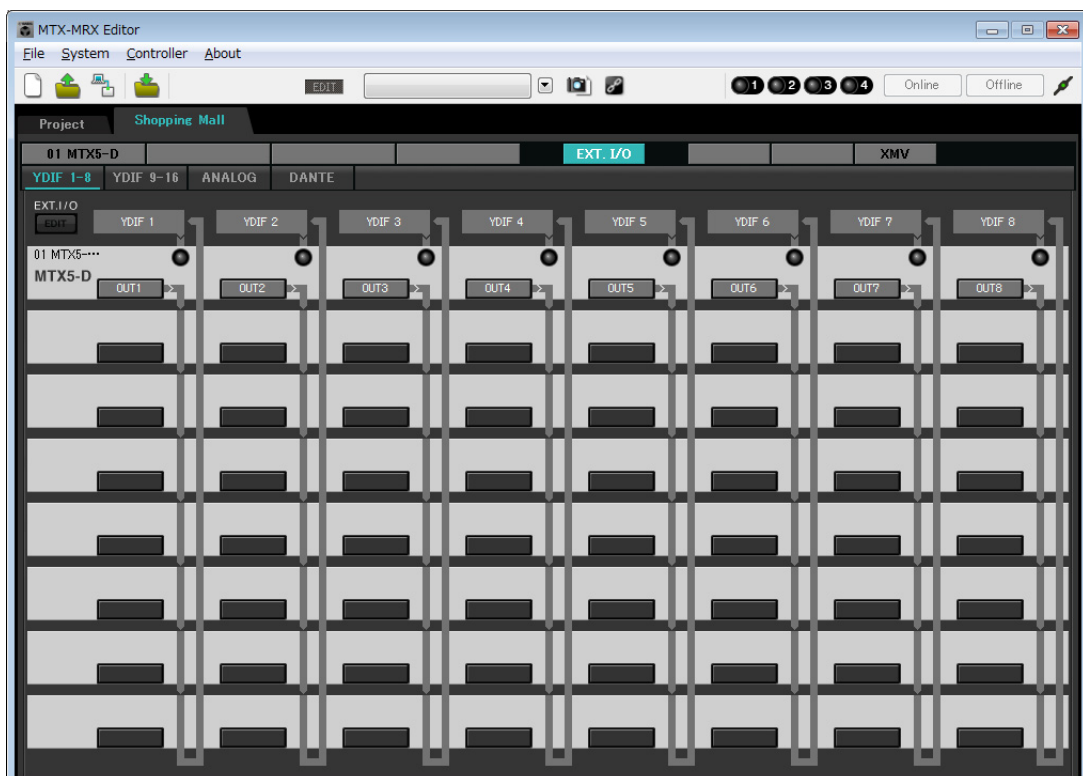 MTX-MRX Editor
File System Controller About
EDIT 1 2 3 4 Online Offline
Project Shopping Mall
01 MTX5-D EXT. I/O XMV
YDIF 1-8 YDIF 9-16 ANALOG DANTE
EXT.I/O
EDIT YDIF 1 YDIF 2 YDIF 3 YDIF 4 YDIF 5 YDIF 6 YDIF 7 YDIF 8
01 MTX5-···
MTX5-D OUT1 OUT2 OUT3 OUT4 OUT5 OUT6 OUT7 OUT8